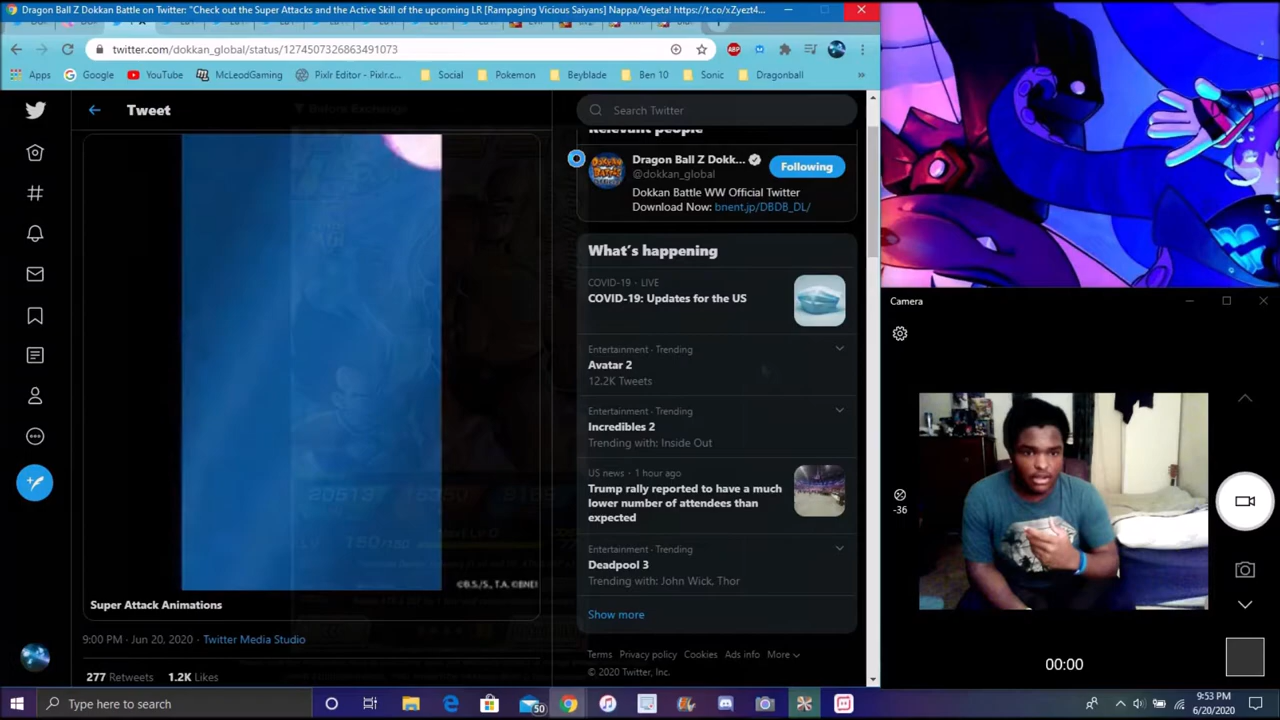 Dragon Ball Z Dokkan Battle on Twitter: "Check out the Super Attacks and the Active Skill of the upcoming LR [Rampaging Vicious Saiyans] Nappa/Vegeta! https://t.co/xZyezt4...
twitter.com/dokkan_global/status/1274507326863491073
Apps Google YouTube McLeodGaming Pixlr Editor - Pixlr.c... Social Pokemon Beyblade Ben 10 Sonic Dragonball »
Tweet
Before Exchange
Search Twitter
Relevant people
Dragon Ball Z Dokk...
@dokkan_global
Following
Dokkan Battle WW Official Twitter
Download Now: bnent.jp/DBDB_DL/
What's happening
COVID-19 · LIVE
COVID-19: Updates for the US
Entertainment · Trending
Avatar 2
12.2K Tweets
Entertainment · Trending
Incredibles 2
Trending with: Inside Out
US news · 1 hour ago
Trump rally reported to have a much
lower number of attendees than
expected
Entertainment · Trending
Deadpool 3
Trending with: John Wick, Thor
Show more
Terms Privacy policy Cookies Ads info More
© 2020 Twitter, Inc.
©B.S./S., T.A. ©BNEI
Super Attack Animations
9:00 PM · Jun 20, 2020 · Twitter Media Studio
277 Retweets 1.2K Likes
Camera
-36
00:00
Type here to search
50
9:53 PM
6/20/2020